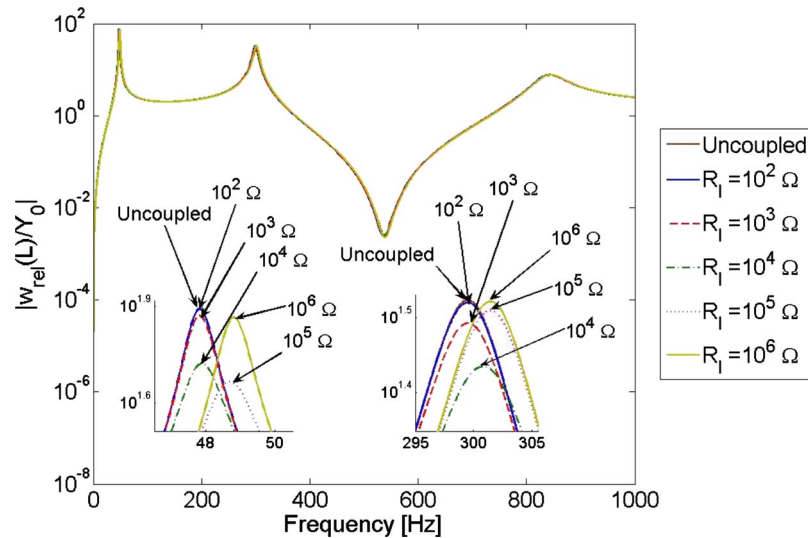 10^2
10^0
10^-2
10^-4
10^-6
10^-8
|w_rel(L)/Y_0|
0
200
400
600
800
1000
Frequency [Hz]
Uncoupled
10^2 Ω
10^3 Ω
10^4 Ω
10^6 Ω
10^5 Ω
10^1.9
10^1.6
48
50
Uncoupled
10^2 Ω
10^3 Ω
10^6 Ω
10^5 Ω
10^4 Ω
10^1.5
10^1.4
295
300
305
Uncoupled
R_l =10^2 Ω
R_l =10^3 Ω
R_l =10^4 Ω
R_l =10^5 Ω
R_l =10^6 Ω